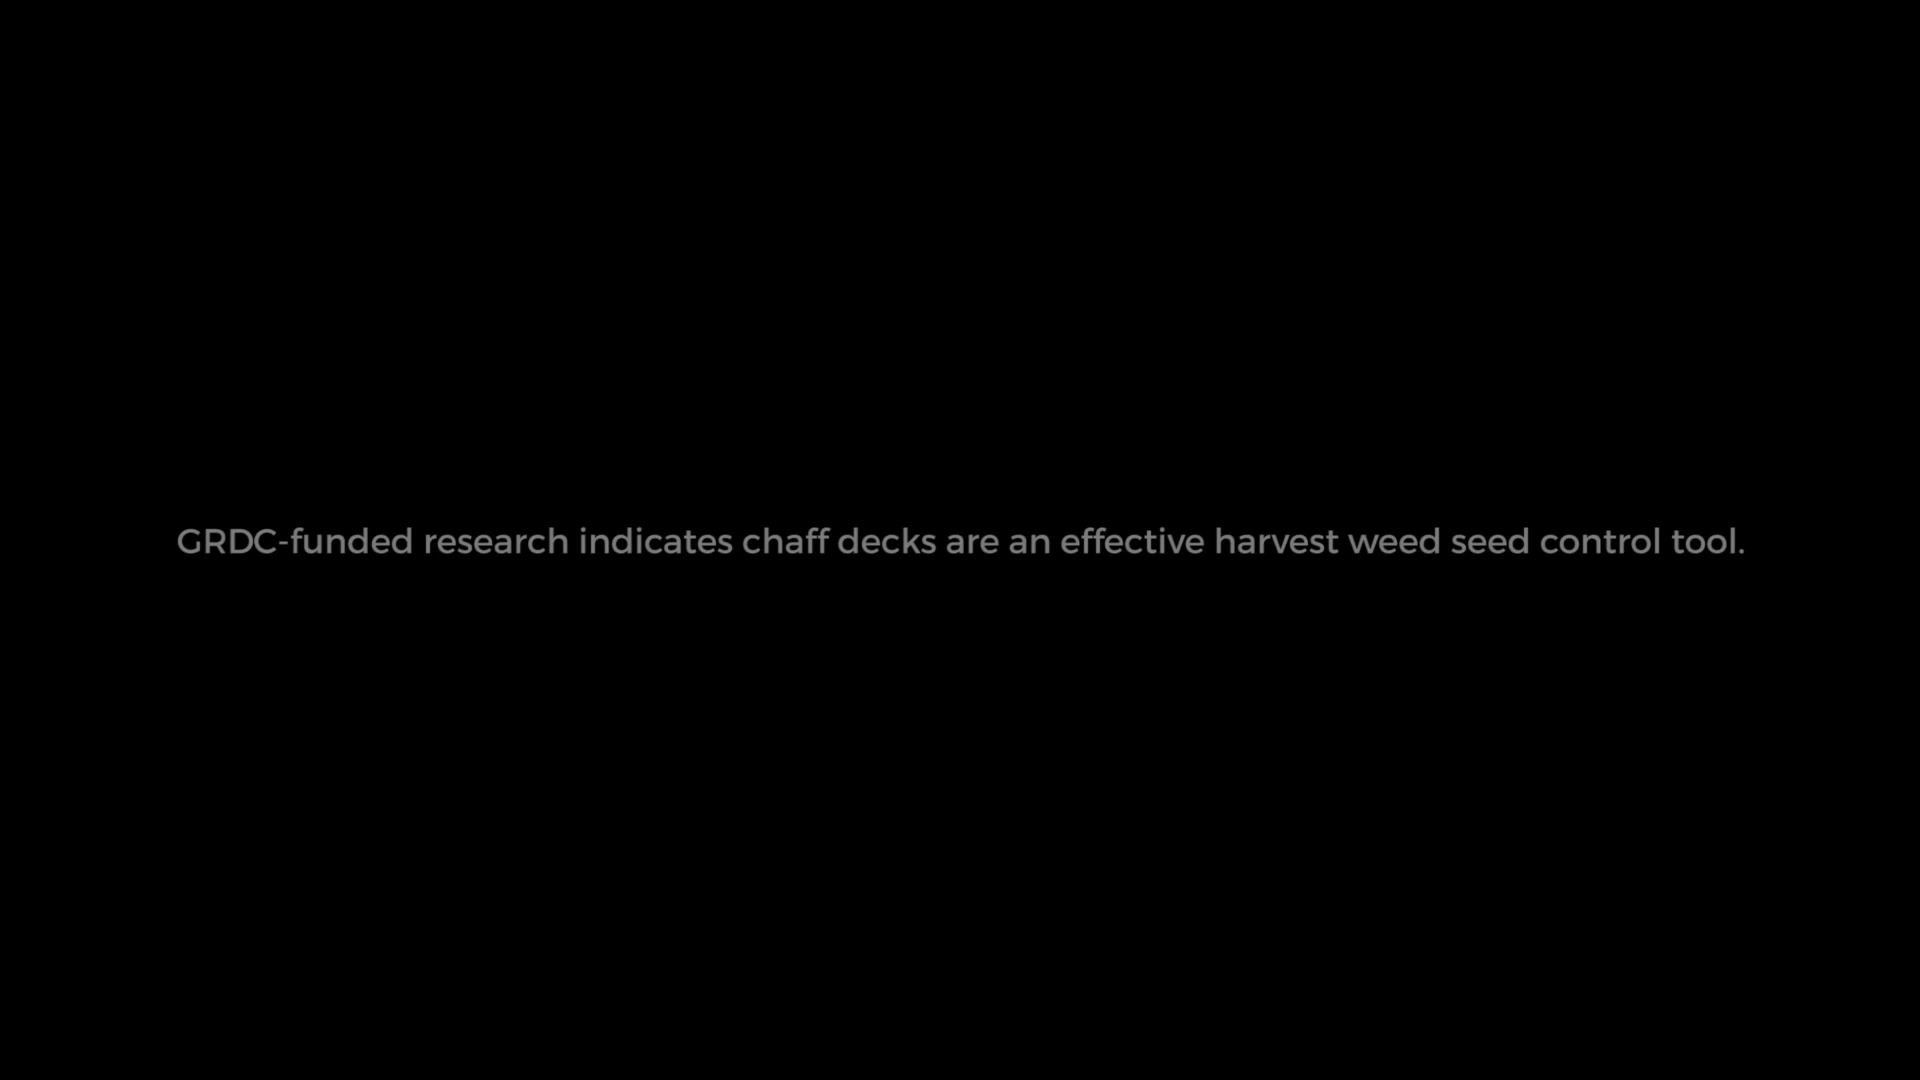 GRDC-funded research indicates chaff decks are an effective harvest weed seed control tool.